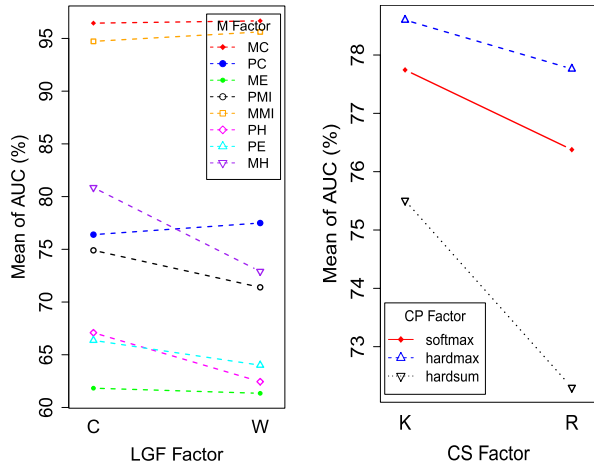 M Factor
MC
PC
ME
PMI
MMI
PH
PE
MH
Mean of AUC (%)
95
90
85
80
75
70
65
60
C
W
LGF Factor
Mean of AUC (%)
78
77
76
75
74
73
CP Factor
softmax
hardmax
hardsum
K
R
CS Factor